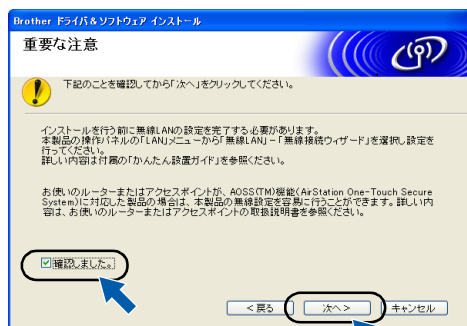 Brother ドライバ&ソフトウェア インストール
重要な注意
下記のことを確認してから「次へ」をクリックしてください。
インストールを行う前に無線LANの設定を完了する必要があります。
本製品の操作パネルの「LAN」メニューから「無線LAN」－「無線接続ウィザード」を選択し設定を
行ってください。
詳しい内容は付属の「かんたん設置ガイド」を参照ください。
お使いのルーターまたはアクセスポイントが、AOSS(TM)機能(AirStation One-Touch Secure
System)に対応した製品の場合は、本製品の無線設定を容易に行うことができます。詳しい内
容は、お使いのルーターまたはアクセスポイントの取扱説明書を参照ください。
確認しました。
< 戻る
次へ >
キャンセル